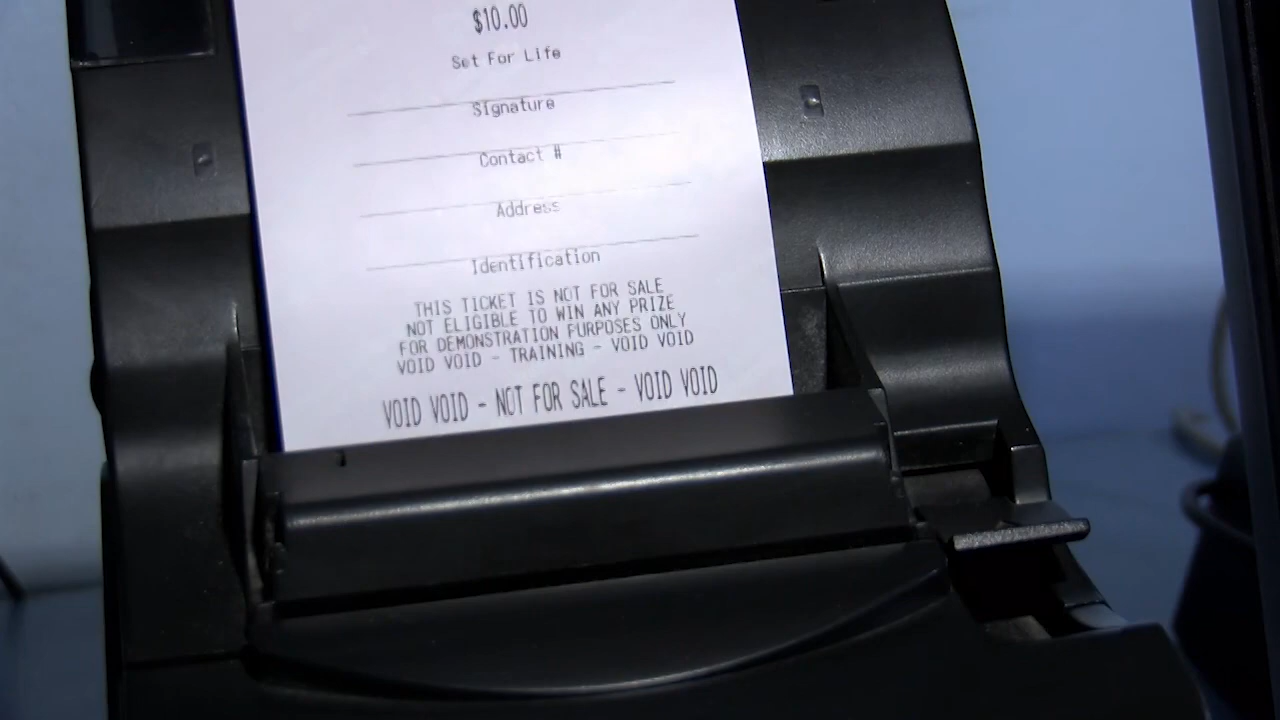 $10.00
Set For Life
Signature
Contact #
Address
Identification
THIS TICKET IS NOT FOR SALE
NOT ELIGIBLE TO WIN ANY PRIZE
FOR DEMONSTRATION PURPOSES ONLY
VOID VOID - TRAINING - VOID VOID
VOID VOID - NOT FOR SALE - VOID VOID